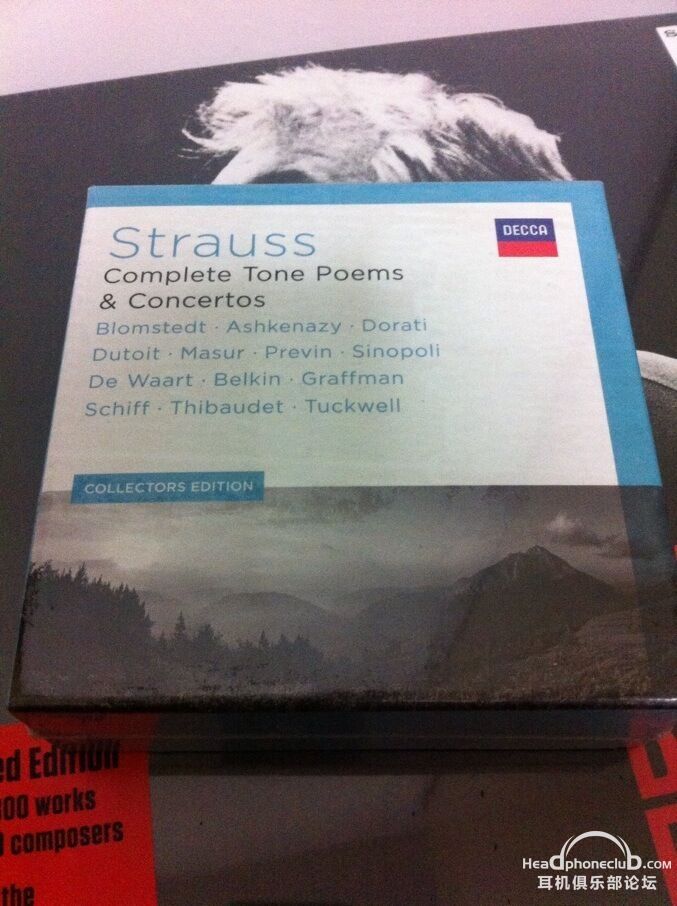 Strauss
DECCA
Complete Tone Poems
& Concertos
Blomstedt · Ashkenazy · Dorati
Dutoit · Masur · Previn · Sinopoli
De Waart · Belkin · Graffman
Schiff · Thibaudet · Tuckwell
COLLECTORS EDITION
ed Edition
00 works
composers
the
Headphoneclub.com
耳机俱乐部论坛